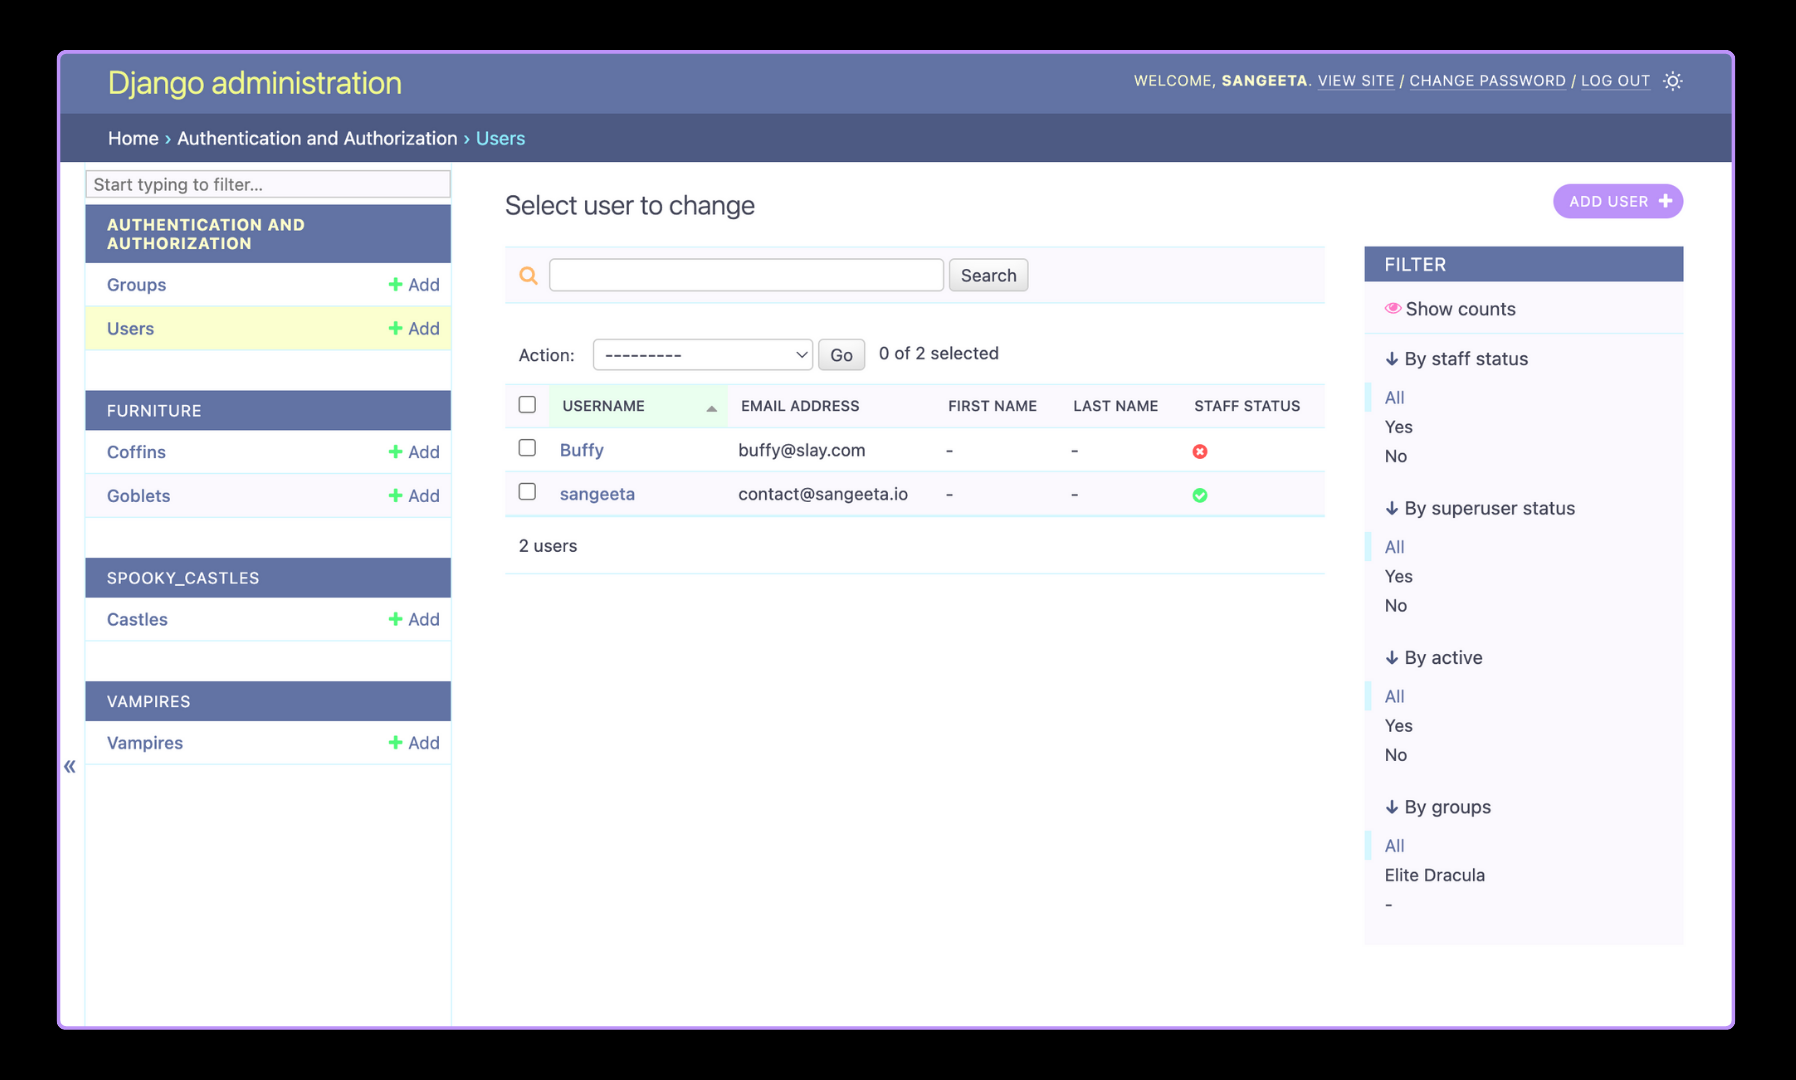 Django administration
WELCOME, SANGEETA. VIEW SITE / CHANGE PASSWORD / LOG OUT
Home › Authentication and Authorization › Users
Start typing to filter...
AUTHENTICATION AND
AUTHORIZATION
Groups + Add
Users + Add
FURNITURE
Coffins + Add
Goblets + Add
SPOOKY_CASTLES
Castles + Add
VAMPIRES
Vampires + Add
«
Select user to change
ADD USER +
Search
Action: --------- Go 0 of 2 selected
USERNAME EMAIL ADDRESS FIRST NAME LAST NAME STAFF STATUS
Buffy buffy@slay.com - -
sangeeta contact@sangeeta.io - -
2 users
FILTER
Show counts
↓ By staff status
All
Yes
No
↓ By superuser status
All
Yes
No
↓ By active
All
Yes
No
↓ By groups
All
Elite Dracula
-